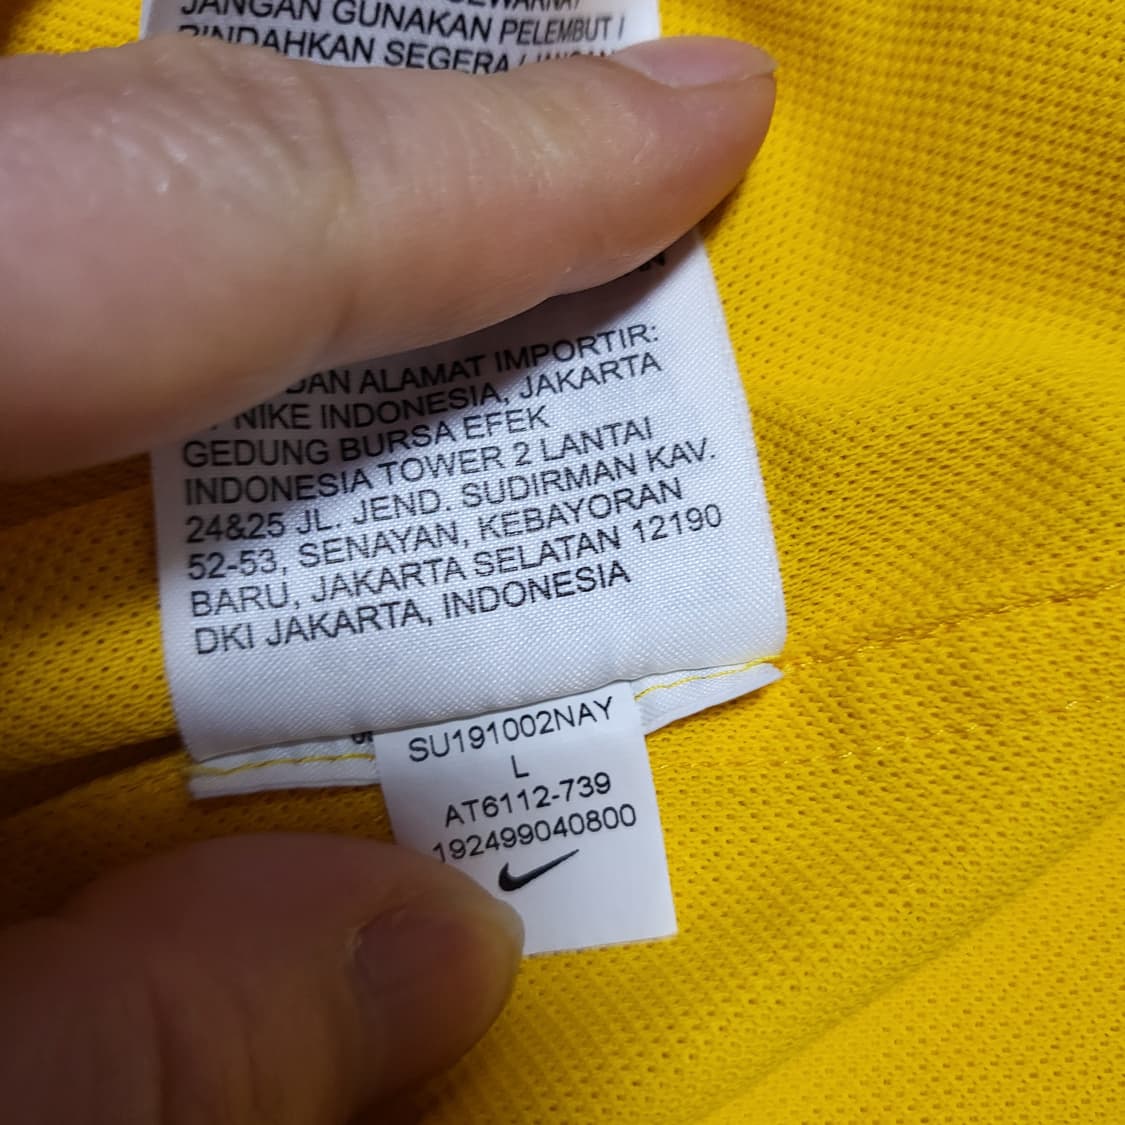 JANGAN GUNAKAN PELEMBUT /
PINDAHKAN SEGERA /
DAN ALAMAT IMPORTIR:
NIKE INDONESIA, JAKARTA
GEDUNG BURSA EFEK
INDONESIA TOWER 2 LANTAI
24&25 JL. JEND. SUDIRMAN KAV.
52-53, SENAYAN, KEBAYORAN
BARU, JAKARTA SELATAN 12190
DKI JAKARTA, INDONESIA
SU191002NAY
L
AT6112-739
192499040800